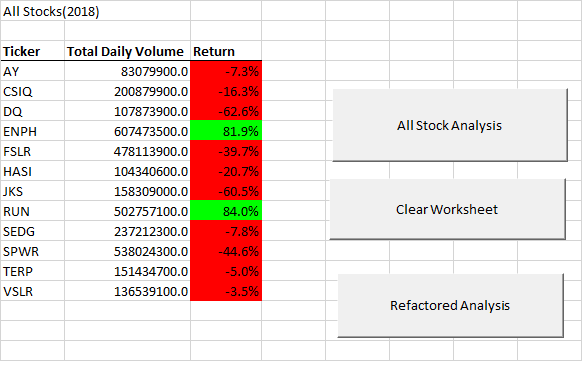 All Stocks(2018)
Ticker Total Daily Volume Return
AY 83079900.0 -7.3%
CSIQ 200879900.0 -16.3%
DQ 107873900.0 -62.6%
ENPH 607473500.0 81.9%
FSLR 478113900.0 -39.7%
HASI 104340600.0 -20.7%
JKS 158309000.0 -60.5%
RUN 502757100.0 84.0%
SEDG 237212300.0 -7.8%
SPWR 538024300.0 -44.6%
TERP 151434700.0 -5.0%
VSLR 136539100.0 -3.5%
All Stock Analysis
Clear Worksheet
Refactored Analysis